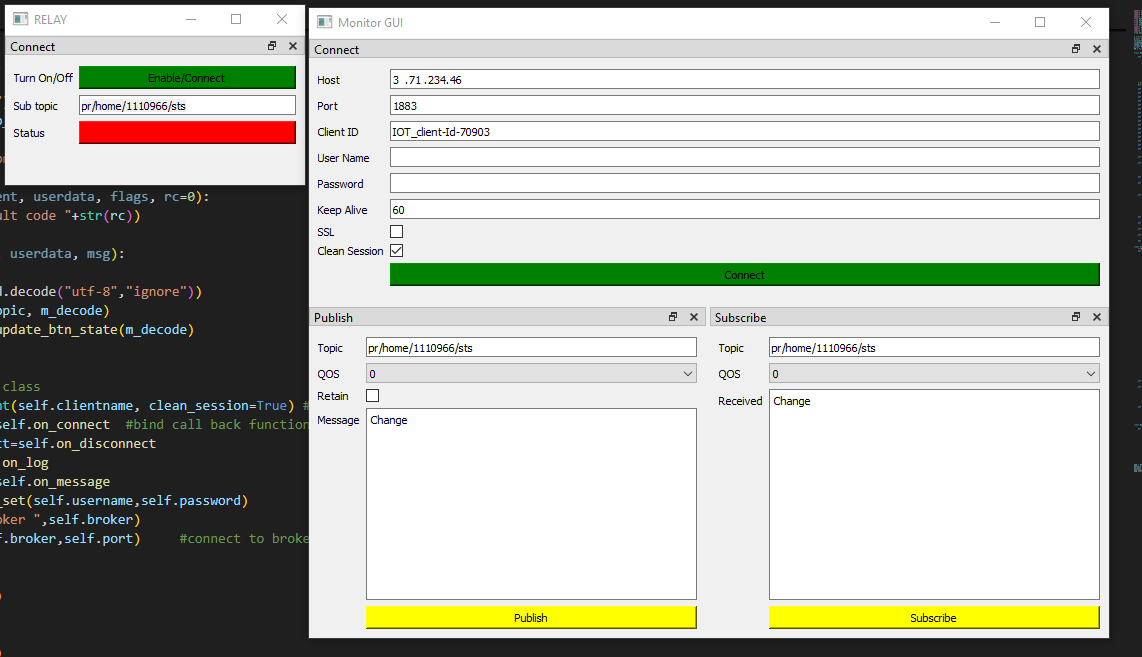 RELAY
Connect
Turn On/Off Enable/Connect
Sub topic pr/home/1110966/sts
Status
Monitor GUI
Connect
Host 3 .71 .234.46
Port 1883
Client ID IOT_client-Id-70903
User Name
Password
Keep Alive 60
SSL
Clean Session
Connect
Publish
Topic pr/home/1110966/sts
QOS 0
Retain
Message Change
Publish
Subscribe
Topic pr/home/1110966/sts
QOS 0
Received Change
Subscribe
ent, userdata, flags, rc=0):
ult code "+str(rc))
userdata, msg):
d.decode("utf-8","ignore"))
opic, m_decode)
update_btn_state(m_decode)
class
nt(self.clientname, clean_session=True) #
self.on_connect #bind call back function
ct=self.on_disconnect
on_log
self.on_message
_set(self.username,self.password)
oker ",self.broker)
f.broker,self.port) #connect to broke
)
)